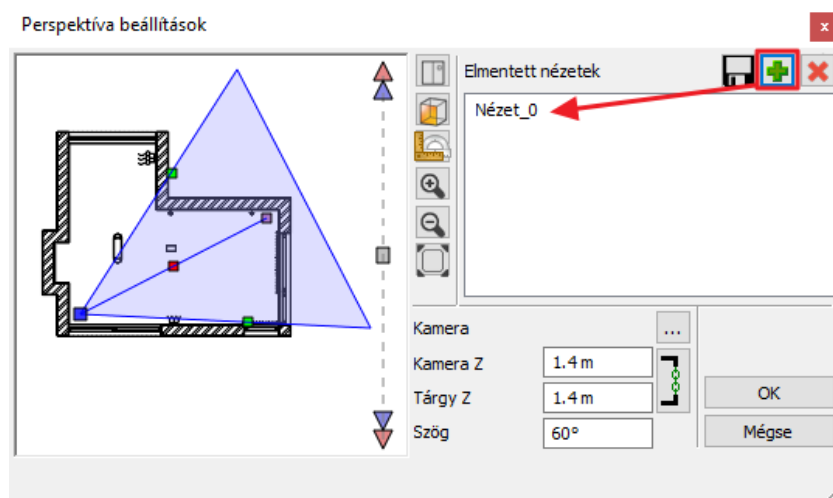 Perspektíva beállítások
x
Elmentett nézetek
Nézet_0
Kamera
...
Kamera Z
1.4 m
Tárgy Z
1.4 m
OK
Szög
60°
Mégse